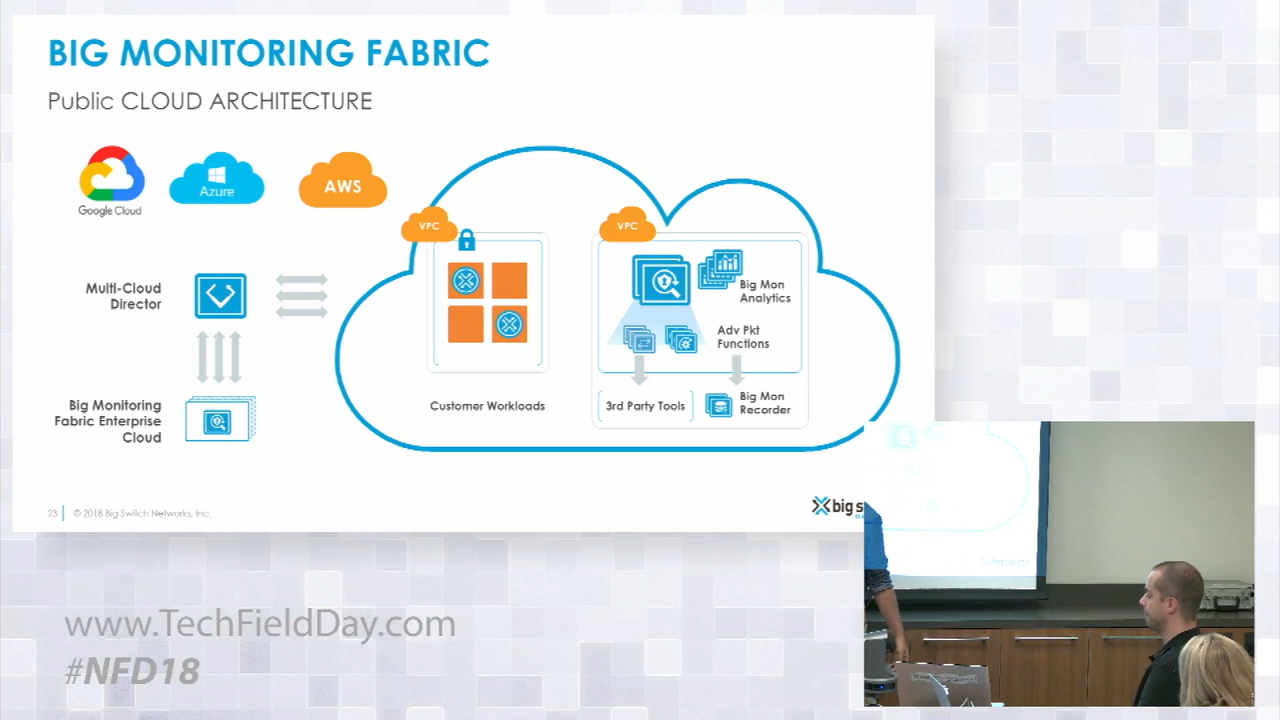 BIG MONITORING FABRIC
Public CLOUD ARCHITECTURE
Google Cloud
Azure
AWS
VPC
VPC
Multi-Cloud
Director
Big Mon
Analytics
Adv Pkt
Functions
Big Monitoring
Fabric Enterprise
Cloud
Customer Workloads
3rd Party Tools
Big Mon
Recorder
23
© 2018 Big Switch Networks, Inc.
big s
www.TechFieldDay.com
#NFD18